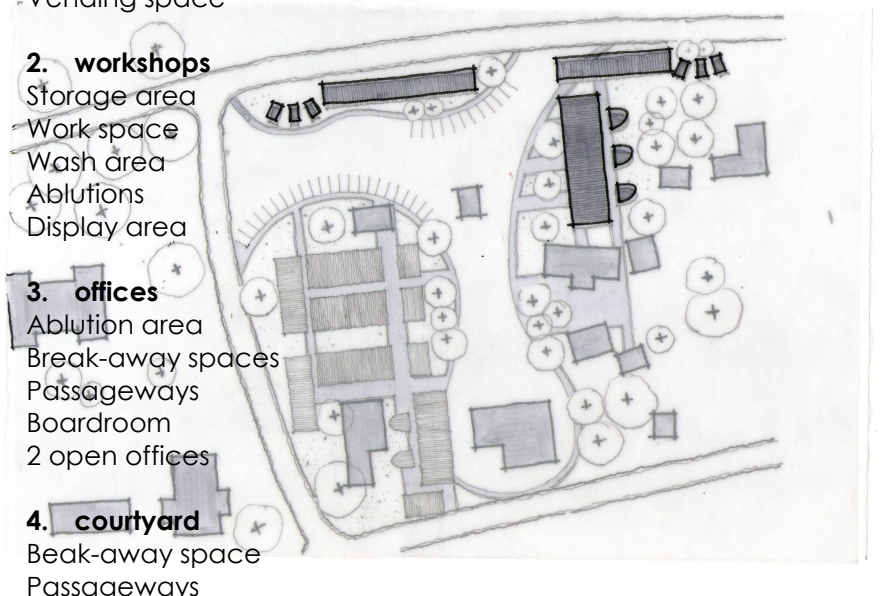 Vending space
2. workshops
Storage area
Work space
Wash area
Ablutions
Display area
3. offices
Ablution area
Break-away spaces
Passageways
Boardroom
2 open offices
4. courtyard
Beak-away space
Passageways